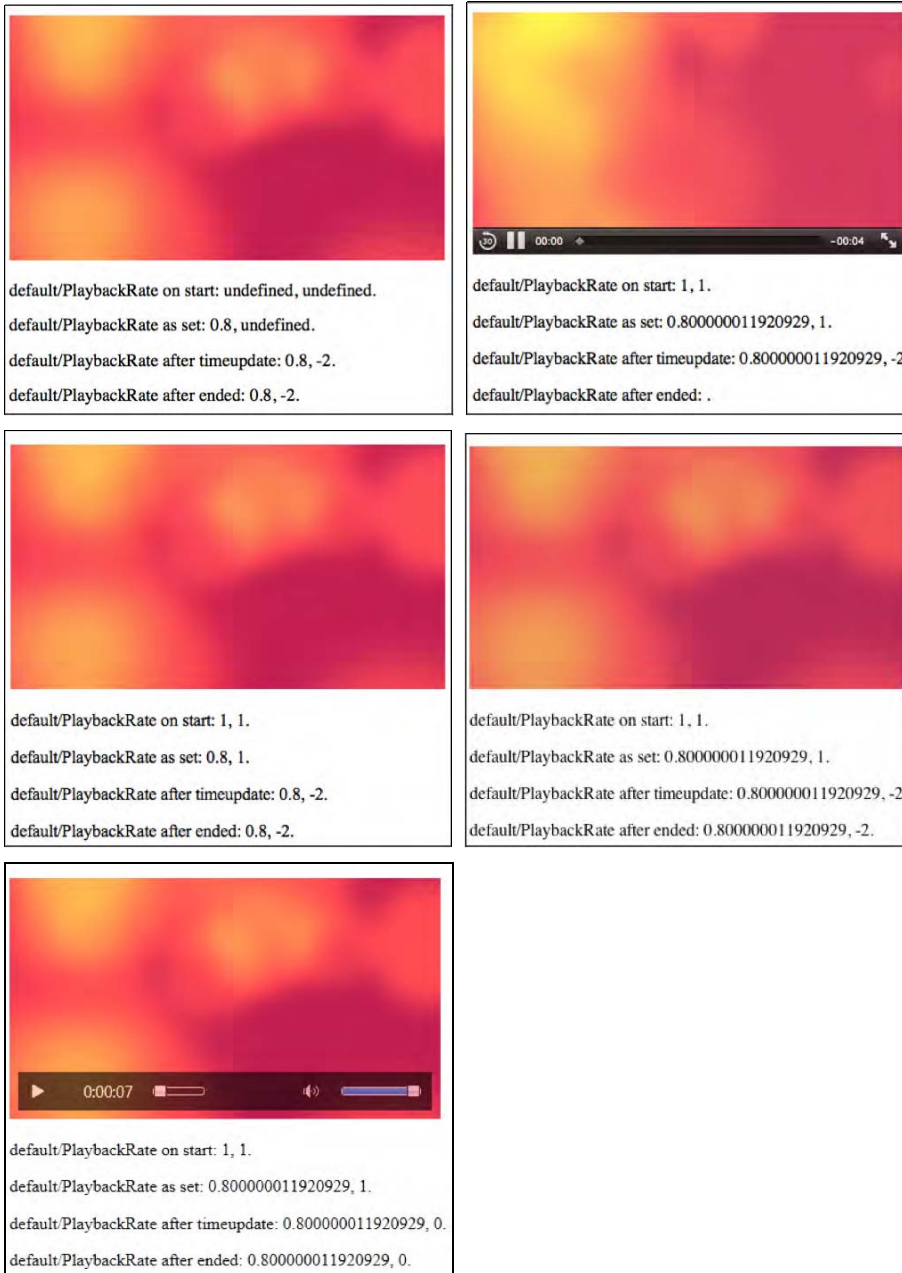 default/PlaybackRate on start: undefined, undefined.
default/PlaybackRate as set: 0.8, undefined.
default/PlaybackRate after timeupdate: 0.8, -2.
default/PlaybackRate after ended: 0.8, -2.
30
00:00
-00:04
default/PlaybackRate on start: 1, 1.
default/PlaybackRate as set: 0.800000011920929, 1.
default/PlaybackRate after timeupdate: 0.800000011920929, -2
default/PlaybackRate after ended: .
default/PlaybackRate on start: 1, 1.
default/PlaybackRate as set: 0.8, 1.
default/PlaybackRate after timeupdate: 0.8, -2.
default/PlaybackRate after ended: 0.8, -2.
default/PlaybackRate on start: 1, 1.
default/PlaybackRate as set: 0.800000011920929, 1.
default/PlaybackRate after timeupdate: 0.800000011920929, -2
default/PlaybackRate after ended: 0.800000011920929, -2.
0:00:07
default/PlaybackRate on start: 1, 1.
default/PlaybackRate as set: 0.800000011920929, 1.
default/PlaybackRate after timeupdate: 0.800000011920929, 0.
default/PlaybackRate after ended: 0.800000011920929, 0.